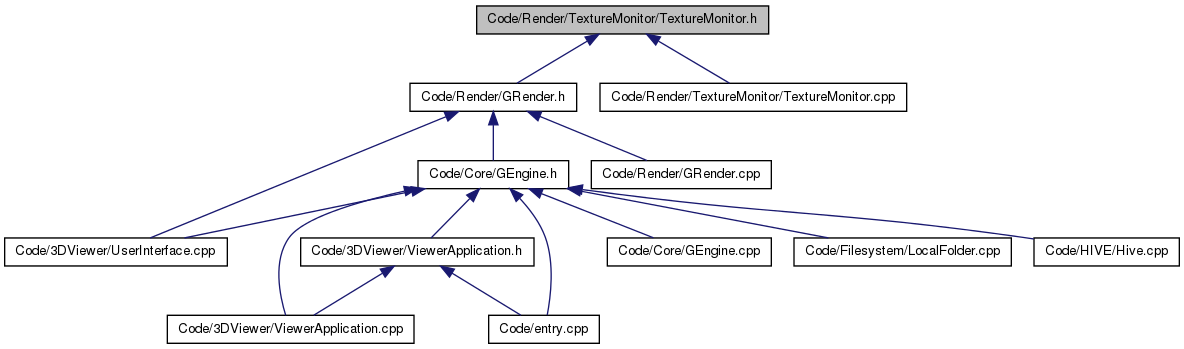 Code/Render/TextureMonitor/TextureMonitor.h
Code/Render/GRender.h
Code/Render/TextureMonitor/TextureMonitor.cpp
Code/Core/GEngine.h
Code/Render/GRender.cpp
Code/3DViewer/UserInterface.cpp
Code/3DViewer/ViewerApplication.h
Code/Core/GEngine.cpp
Code/Filesystem/LocalFolder.cpp
Code/HIVE/Hive.cpp
Code/3DViewer/ViewerApplication.cpp
Code/entry.cpp